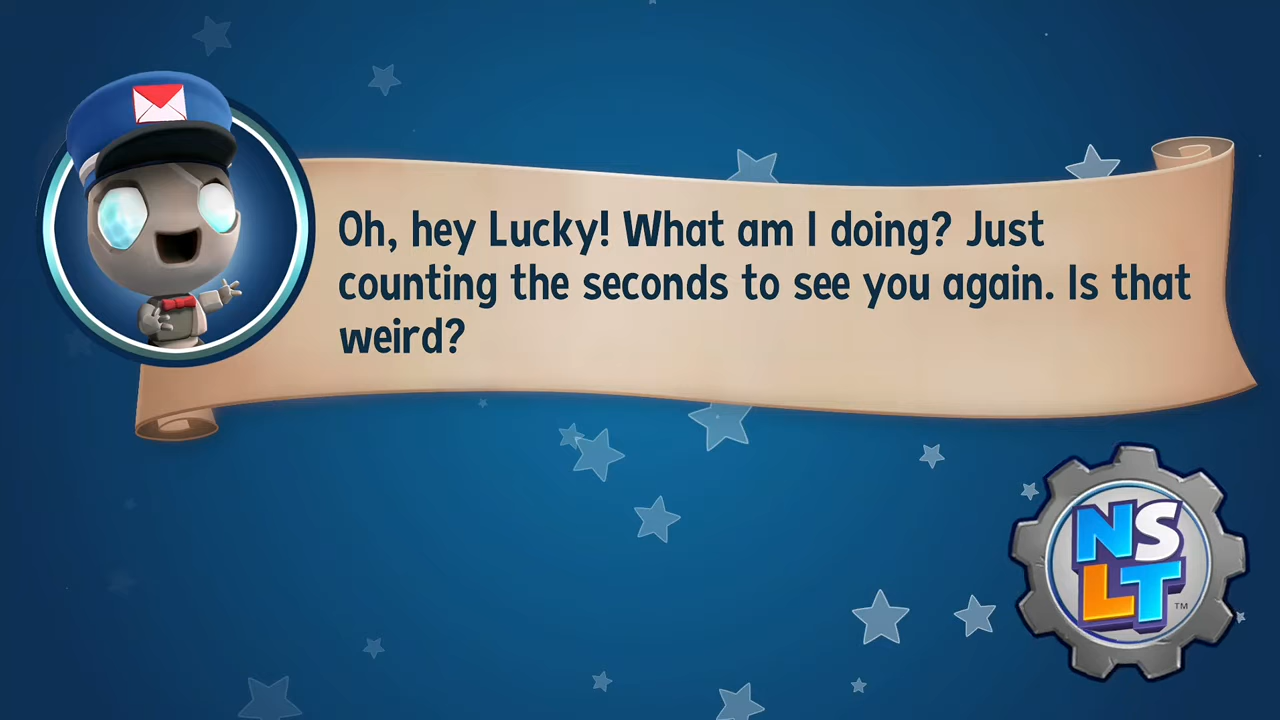 Oh, hey Lucky! What am I doing? Just
counting the seconds to see you again. Is that
weird?
NS
LT
TM